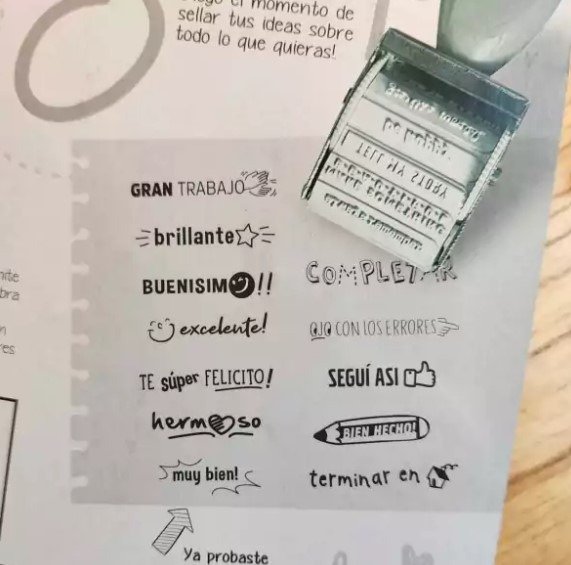 el momento de
sellar tus ideas sobre
todo lo que quieras!
GRAN TRABAJO
brillante
BUENISIMO!!
excelente!
TE súper FELICITO!
hermoso
muy bien!
COMPLETAR
OJO CON LOS ERRORES
SEGUÍ ASI
BIEN HECHO!
terminar en
Ya probaste